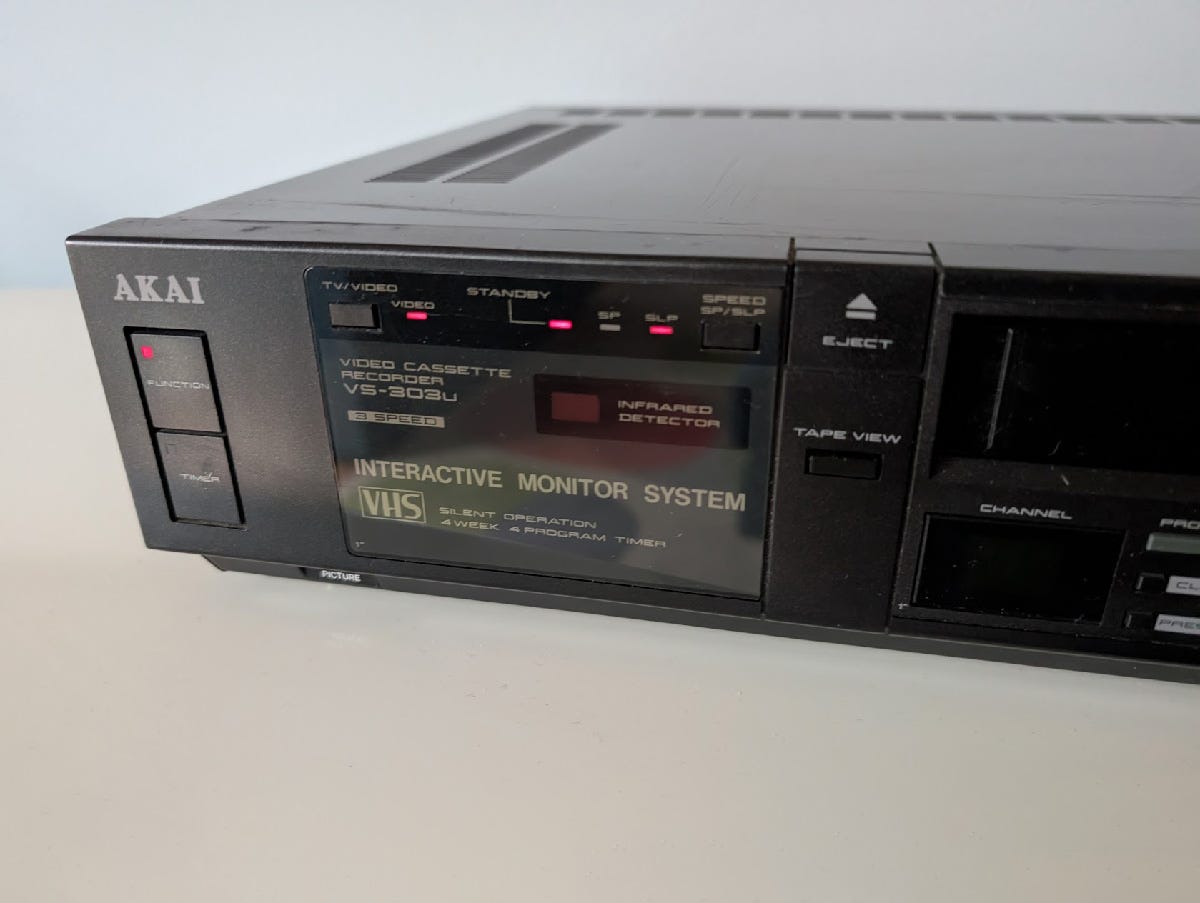 AKAI
FUNCTION
TIMER
TV/VIDEO
VIDEO
STANDBY
SP
SLP
SPEED
SP/SLP
VIDEO CASSETTE
RECORDER
VS-303U
3 SPEED
INFRARED
DETECTOR
INTERACTIVE MONITOR SYSTEM
VHS
SILENT OPERATION
4 WEEK 4 PROGRAM TIMER
PICTURE
EJECT
TAPE VIEW
CHANNEL